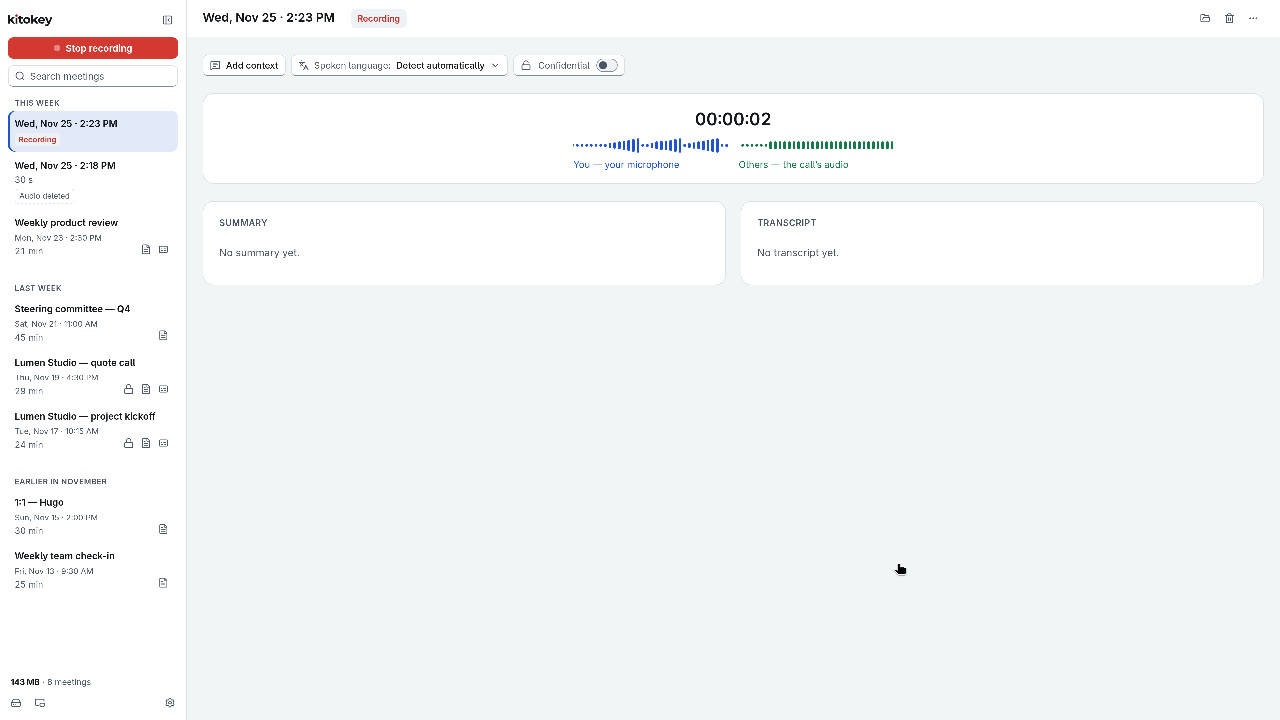 kitokey
Stop recording
Search meetings
THIS WEEK
Wed, Nov 25 · 2:23 PM
Recording
Wed, Nov 25 · 2:18 PM
30 s
Audio deleted
Weekly product review
Mon, Nov 23 · 2:30 PM
21 min
LAST WEEK
Steering committee — Q4
Sat, Nov 21 · 11:00 AM
45 min
Lumen Studio — quote call
Thu, Nov 19 · 4:30 PM
29 min
Lumen Studio — project kickoff
Tue, Nov 17 · 10:15 AM
24 min
EARLIER IN NOVEMBER
1:1 — Hugo
Sun, Nov 15 · 2:00 PM
30 min
Weekly team check-in
Fri, Nov 13 · 9:30 AM
25 min
143 MB · 8 meetings
Wed, Nov 25 · 2:23 PM
Recording
Add context
Spoken language: Detect automatically
Confidential
00:00:02
You — your microphone
Others — the call's audio
SUMMARY
No summary yet.
TRANSCRIPT
No transcript yet.